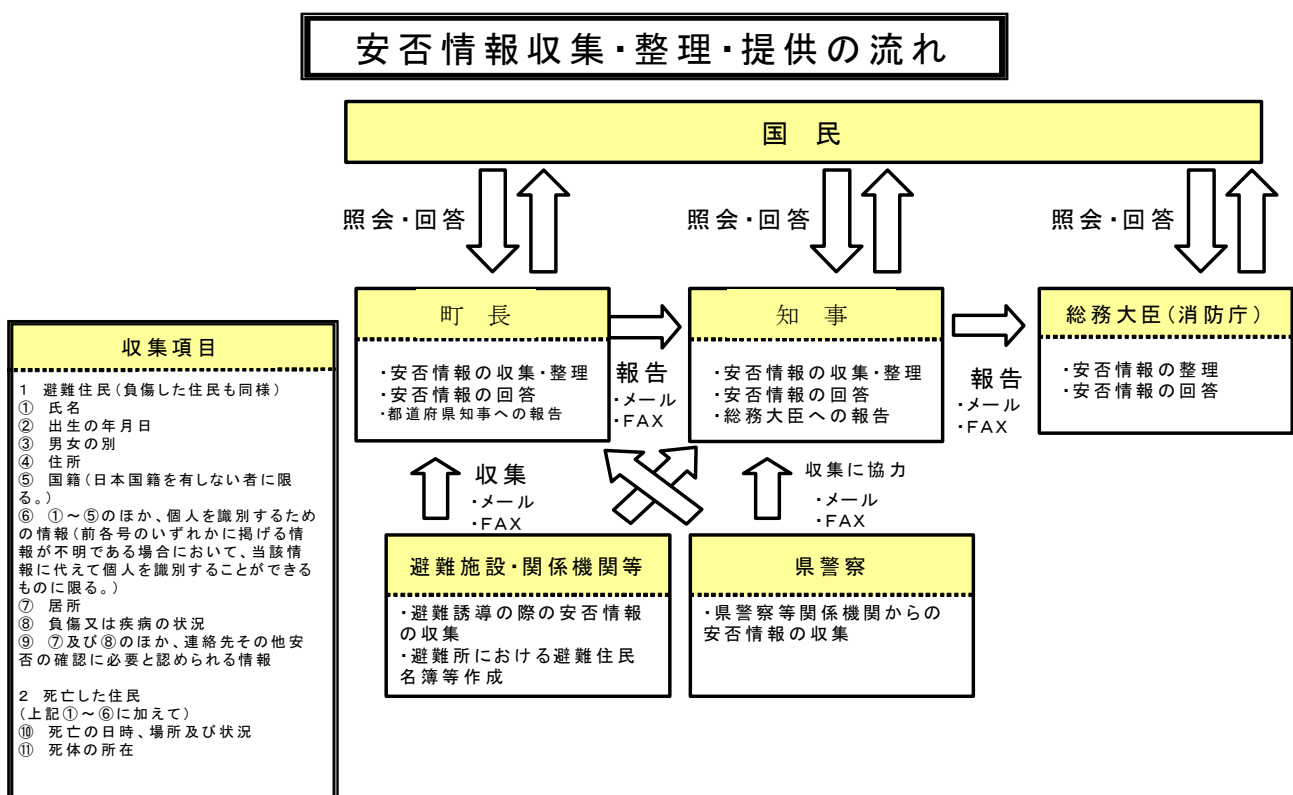 安否情報収集・整理・提供の流れ
国　民
照会・回答
照会・回答
照会・回答
町　長
・安否情報の収集・整理
・安否情報の回答
・都道府県知事への報告
報告
・メール
・FAX
知　事
・安否情報の収集・整理
・安否情報の回答
・総務大臣への報告
報告
・メール
・FAX
総務大臣(消防庁)
・安否情報の整理
・安否情報の回答
収集
・メール
・FAX
収集に協力
・メール
・FAX
避難施設・関係機関等
・避難誘導の際の安否情報
の収集
・避難所における避難住民
名簿等作成
県警察
・県警察等関係機関からの
安否情報の収集
収集項目
1　避難住民(負傷した住民も同様)
①　氏名
②　出生の年月日
③　男女の別
④　住所
⑤　国籍(日本国籍を有しない者に限
る。)
⑥　①～⑤のほか、個人を識別するため
の情報(前各号のいずれかに掲げる情
報が不明である場合において、当該情
報に代えて個人を識別することができる
ものに限る。)
⑦　居所
⑧　負傷又は疾病の状況
⑨　⑦及び⑧のほか、連絡先その他安
否の確認に必要と認められる情報
2　死亡した住民
(上記①～⑥に加えて)
⑩　死亡の日時、場所及び状況
⑪　死体の所在